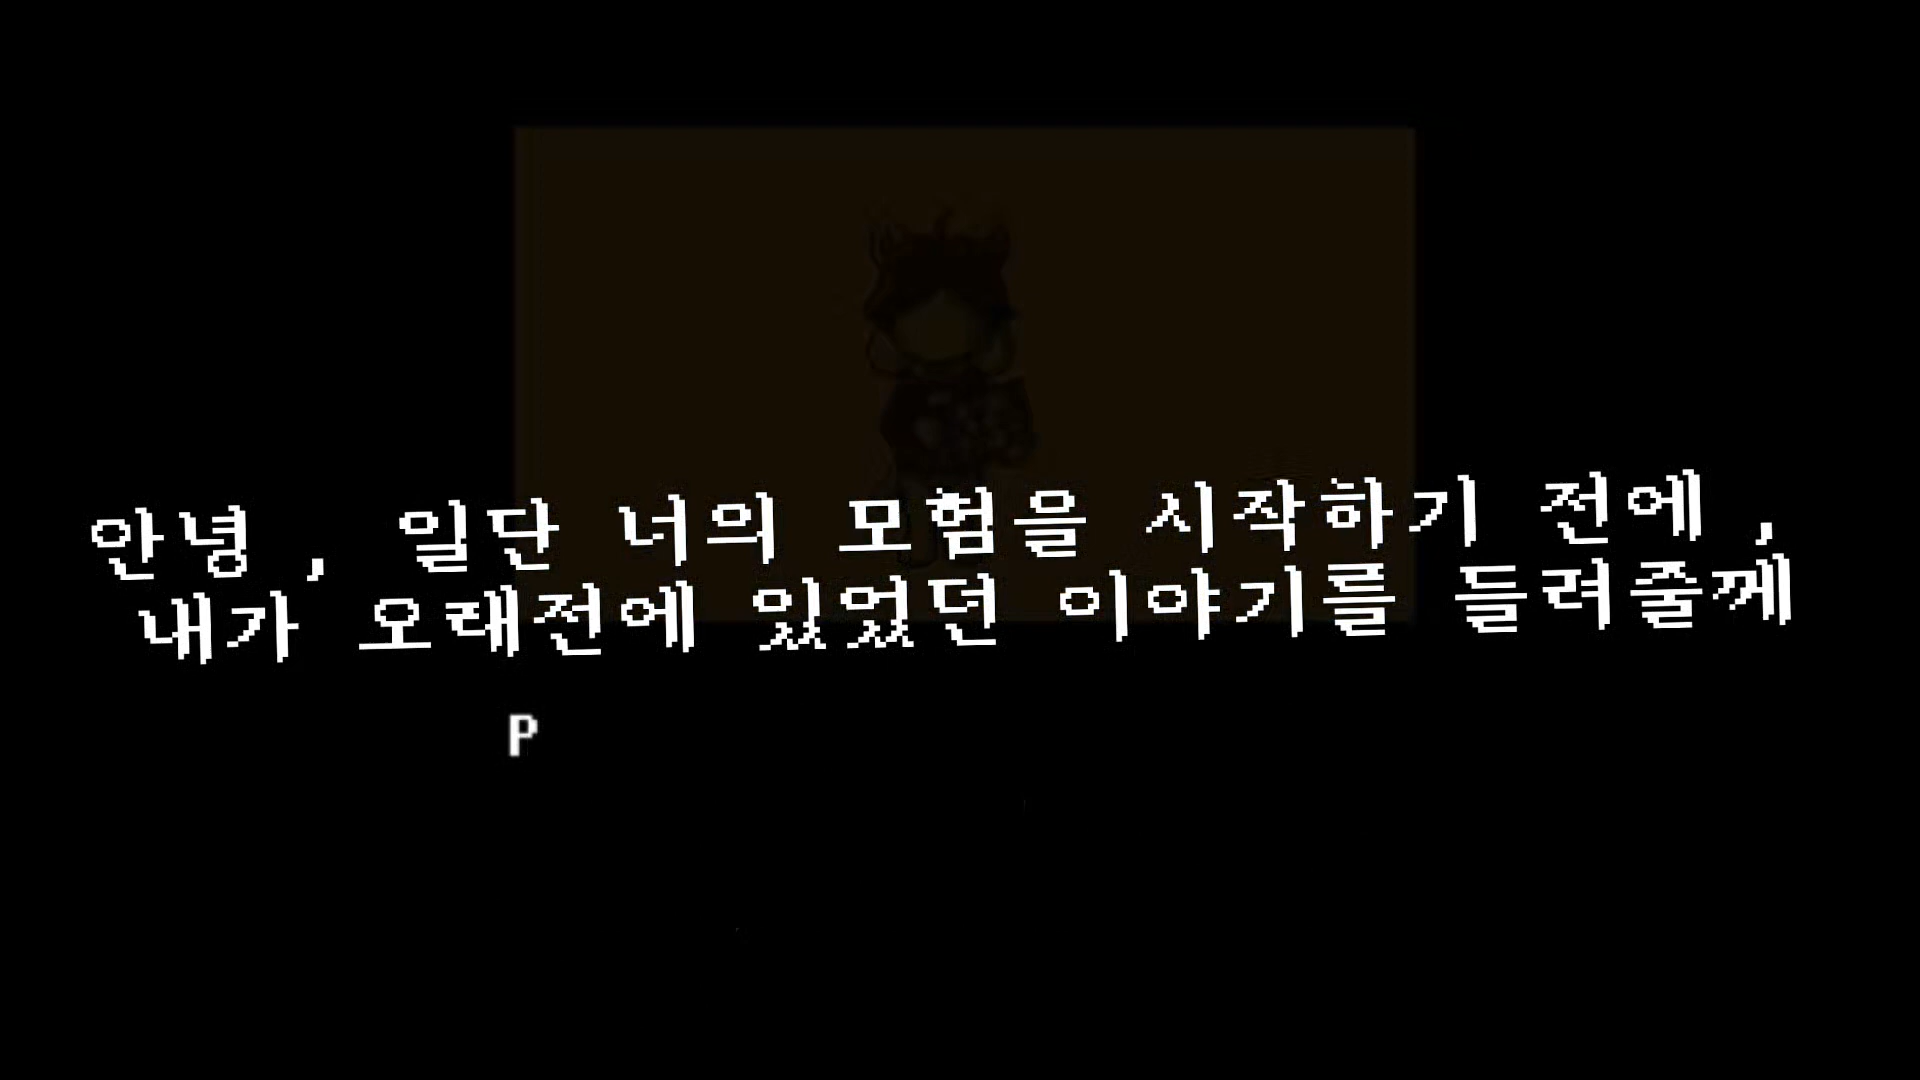 안녕, 일단 너의 모험을 시작하기 전에,
내가 오래전에 있었던 이야기를 들려줄께
P